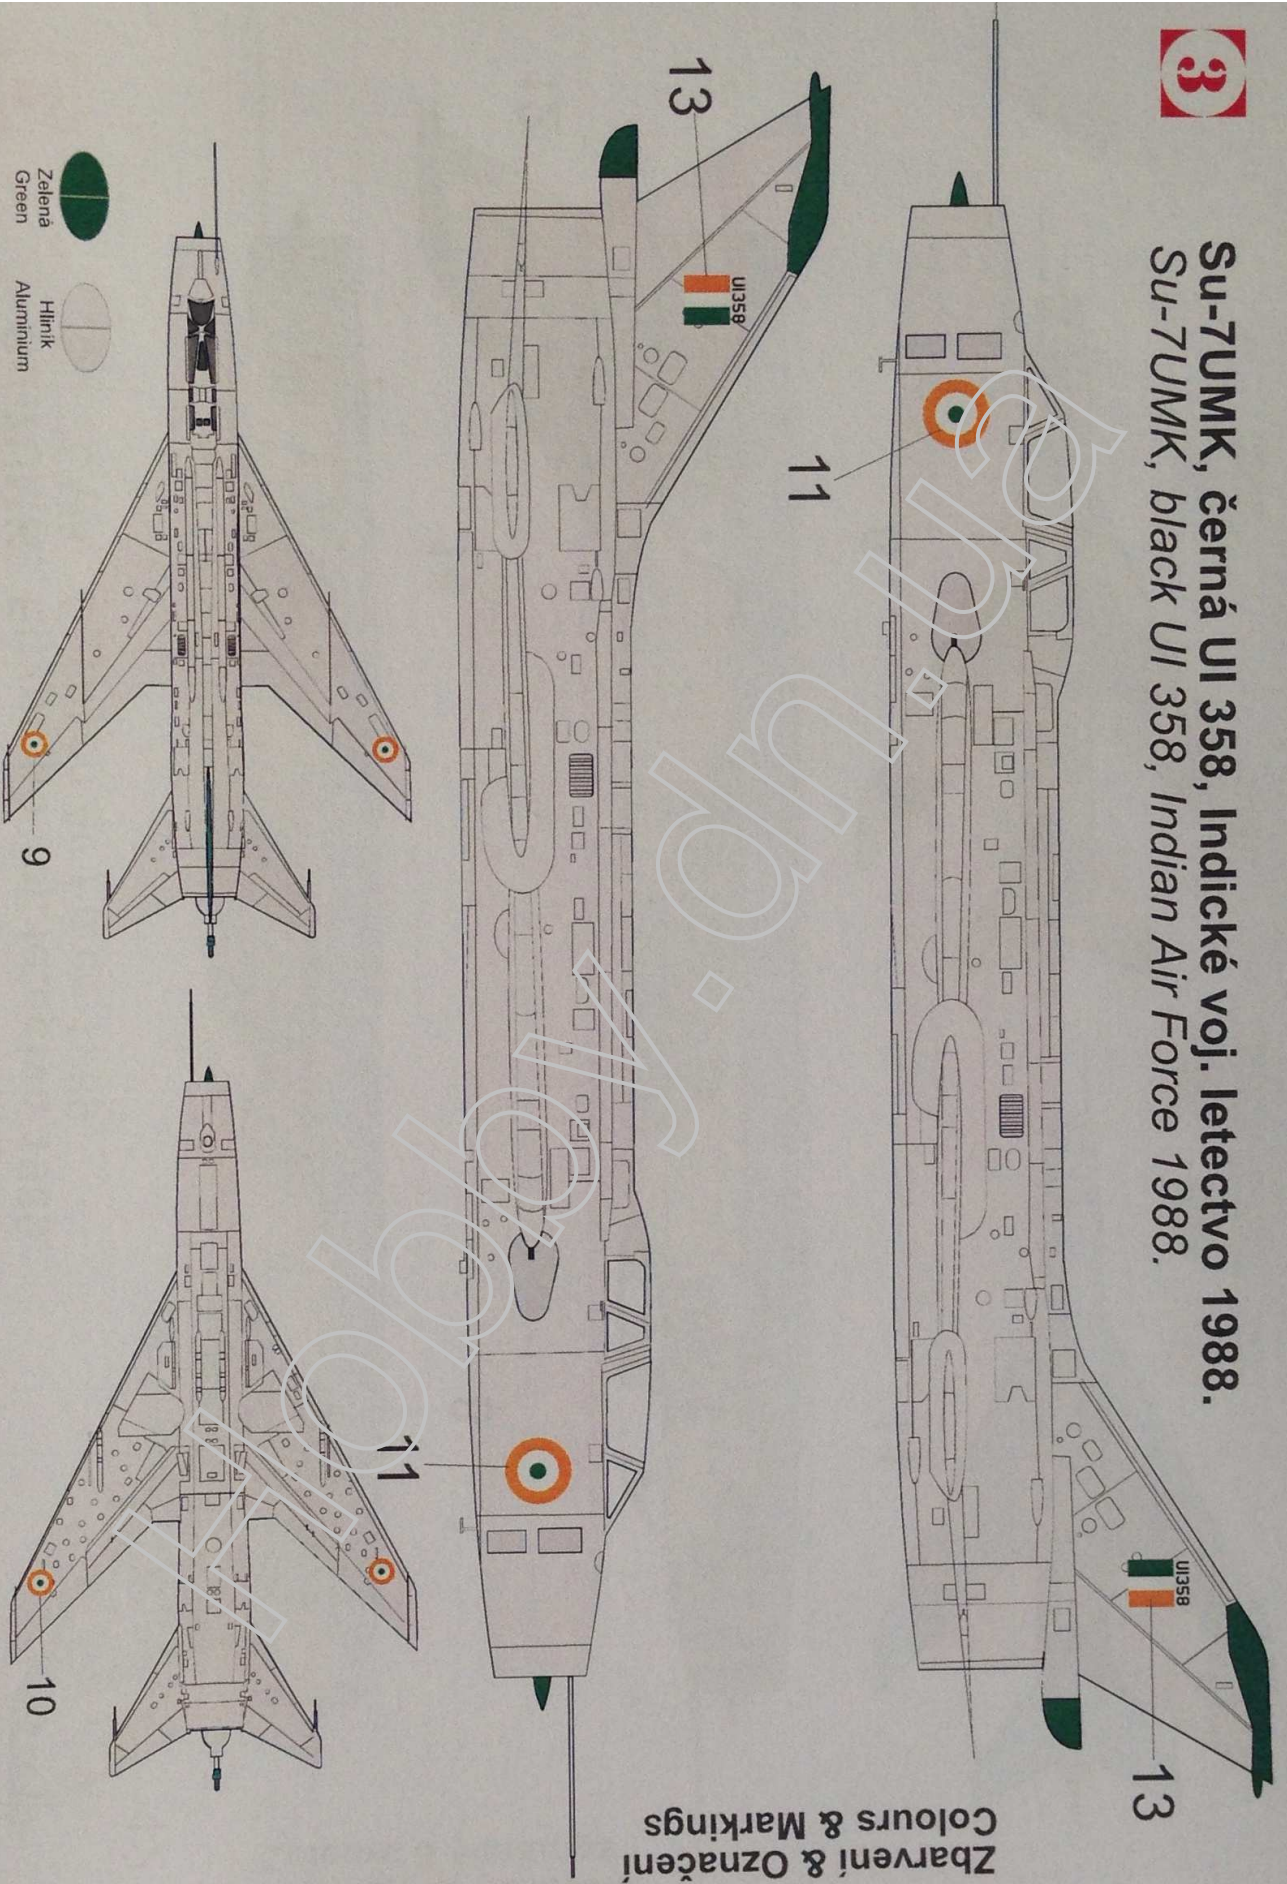 3
Su-7UMK, černá UI 358, Indické voj. letectvo 1988.
Su-7UMK, black UI 358, Indian Air Force 1988.
Zbarvení & Označení
Colours & Markings
11
UI358
13
13
UI358
11
9
10
Zelená
Green
Hliník
Aluminium
Hobby.dn.ua